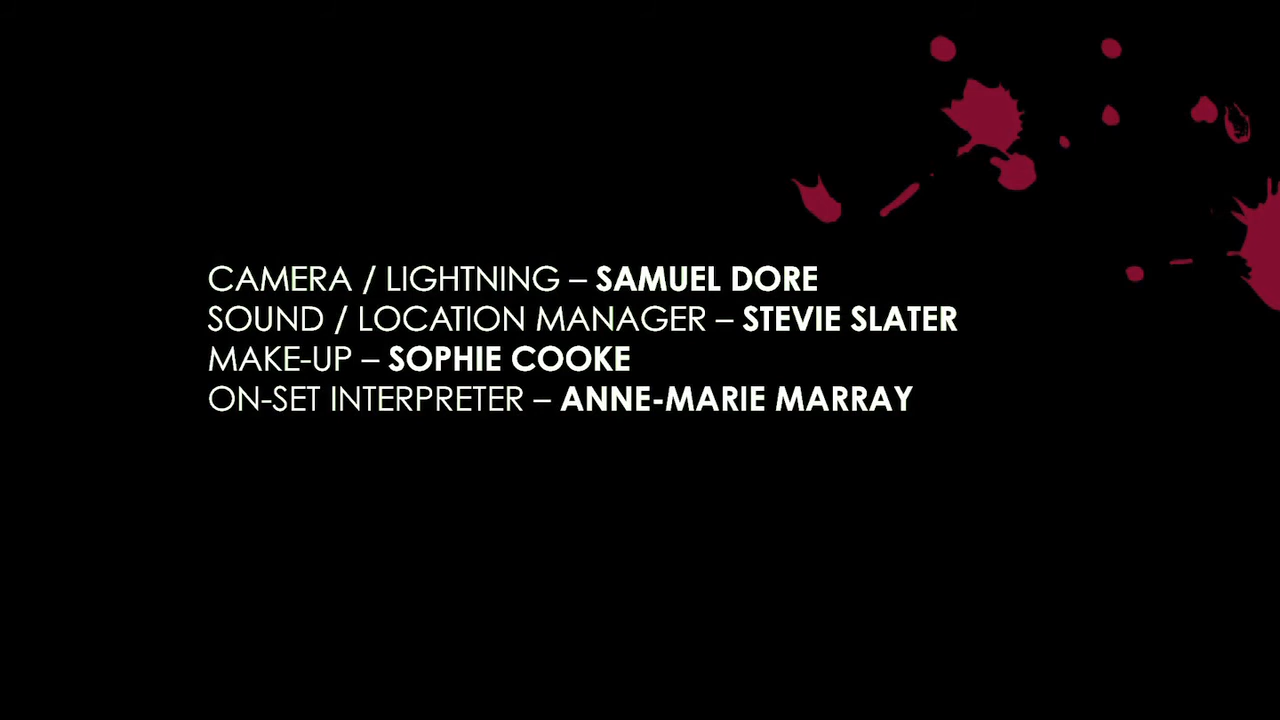 CAMERA / LIGHTNING – SAMUEL DORE
SOUND / LOCATION MANAGER – STEVIE SLATER
MAKE-UP – SOPHIE COOKE
ON-SET INTERPRETER – ANNE-MARIE MARRAY